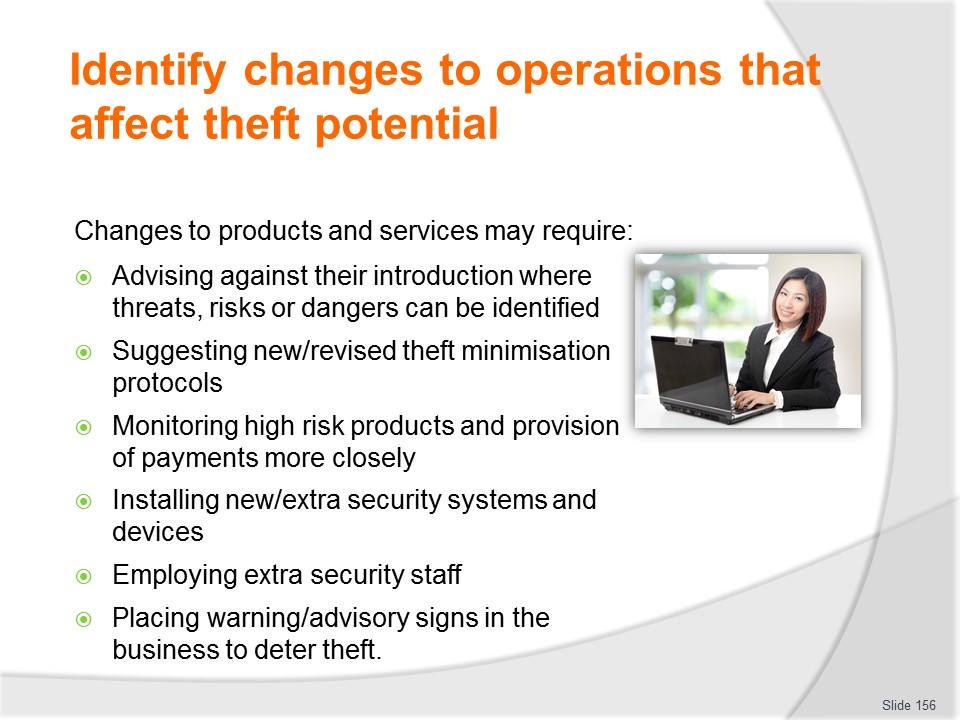 Identify changes to operations that
affect theft potential
Changes to products and services may require:
Advising against their introduction where
threats, risks or dangers can be identified
Suggesting new/revised theft minimisation
protocols
Monitoring high risk products and provision
of payments more closely
Installing new/extra security systems and
devices
Employing extra security staff
Placing warning/advisory signs in the
business to deter theft.
Slide 156